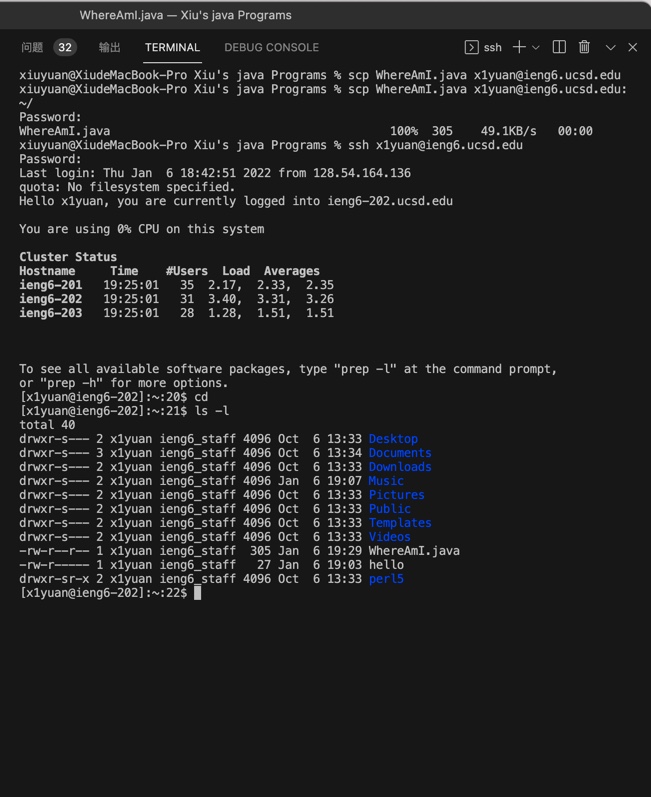 WhereAmI.java — Xiu's java Programs
问题 32 输出 TERMINAL DEBUG CONSOLE ssh
xiuyuan@XiudeMacBook-Pro Xiu's java Programs % scp WhereAmI.java x1yuan@ieng6.ucsd.edu
xiuyuan@XiudeMacBook-Pro Xiu's java Programs % scp WhereAmI.java x1yuan@ieng6.ucsd.edu:
~/
Password:
WhereAmI.java 100% 305 49.1KB/s 00:00
xiuyuan@XiudeMacBook-Pro Xiu's java Programs % ssh x1yuan@ieng6.ucsd.edu
Password:
Last login: Thu Jan  6 18:42:51 2022 from 128.54.164.136
quota: No filesystem specified.
Hello x1yuan, you are currently logged into ieng6-202.ucsd.edu
You are using 0% CPU on this system
Cluster Status
Hostname Time #Users Load Averages
ieng6-201 19:25:01 35 2.17, 2.33, 2.35
ieng6-202 19:25:01 31 3.40, 3.31, 3.26
ieng6-203 19:25:01 28 1.28, 1.51, 1.51
To see all available software packages, type "prep -l" at the command prompt,
or "prep -h" for more options.
[x1yuan@ieng6-202]:~:20$ cd
[x1yuan@ieng6-202]:~:21$ ls -l
total 40
drwxr-s--- 2 x1yuan ieng6_staff 4096 Oct  6 13:33 Desktop
drwxr-s--- 3 x1yuan ieng6_staff 4096 Oct  6 13:34 Documents
drwxr-s--- 2 x1yuan ieng6_staff 4096 Oct  6 13:33 Downloads
drwxr-s--- 2 x1yuan ieng6_staff 4096 Jan  6 19:07 Music
drwxr-s--- 2 x1yuan ieng6_staff 4096 Oct  6 13:33 Pictures
drwxr-s--- 2 x1yuan ieng6_staff 4096 Oct  6 13:33 Public
drwxr-s--- 2 x1yuan ieng6_staff 4096 Oct  6 13:33 Templates
drwxr-s--- 2 x1yuan ieng6_staff 4096 Oct  6 13:33 Videos
-rw-r--r-- 1 x1yuan ieng6_staff  305 Jan  6 19:29 WhereAmI.java
-rw-r----- 1 x1yuan ieng6_staff   27 Jan  6 19:03 hello
drwxr-sr-x 2 x1yuan ieng6_staff 4096 Oct  6 13:33 perl5
[x1yuan@ieng6-202]:~:22$